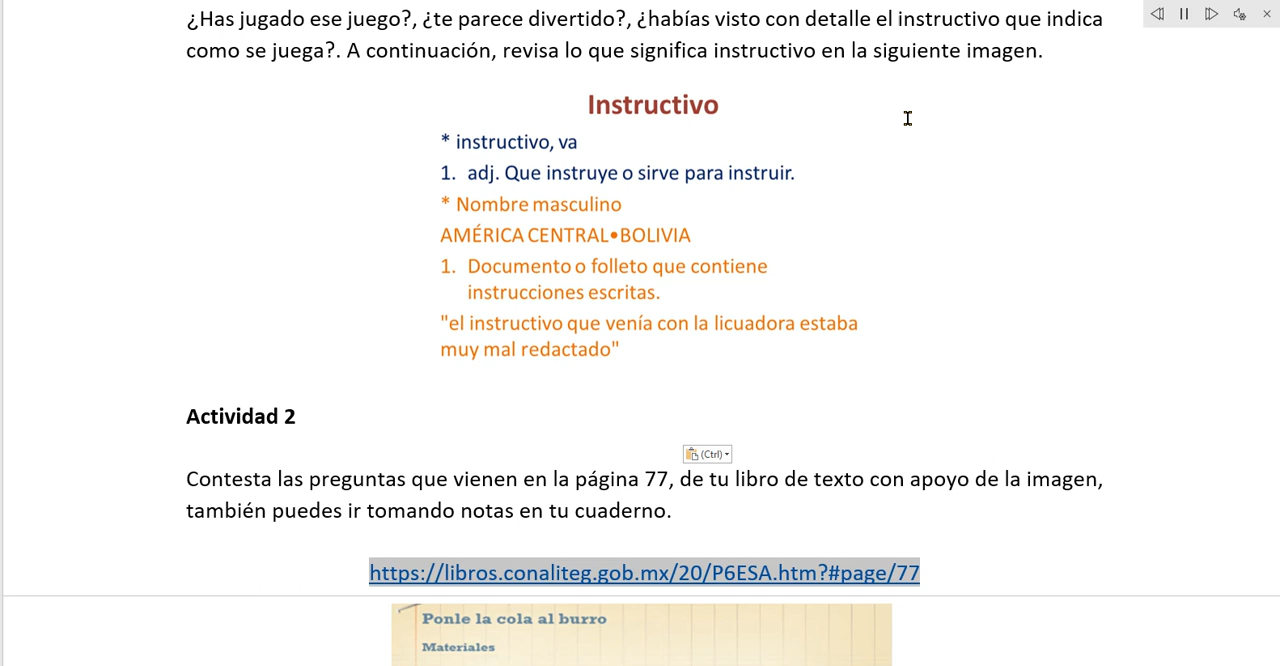 ¿Has jugado ese juego?, ¿te parece divertido?, ¿habías visto con detalle el instructivo que indica
como se juega?. A continuación, revisa lo que significa instructivo en la siguiente imagen.
Instructivo
* instructivo, va
1. adj. Que instruye o sirve para instruir.
* Nombre masculino
AMÉRICA CENTRAL•BOLIVIA
1. Documento o folleto que contiene
instrucciones escritas.
"el instructivo que venía con la licuadora estaba
muy mal redactado"
Actividad 2
(Ctrl)
Contesta las preguntas que vienen en la página 77, de tu libro de texto con apoyo de la imagen,
también puedes ir tomando notas en tu cuaderno.
https://libros.conaliteg.gob.mx/20/P6ESA.htm?#page/77
Ponle la cola al burro
Materiales